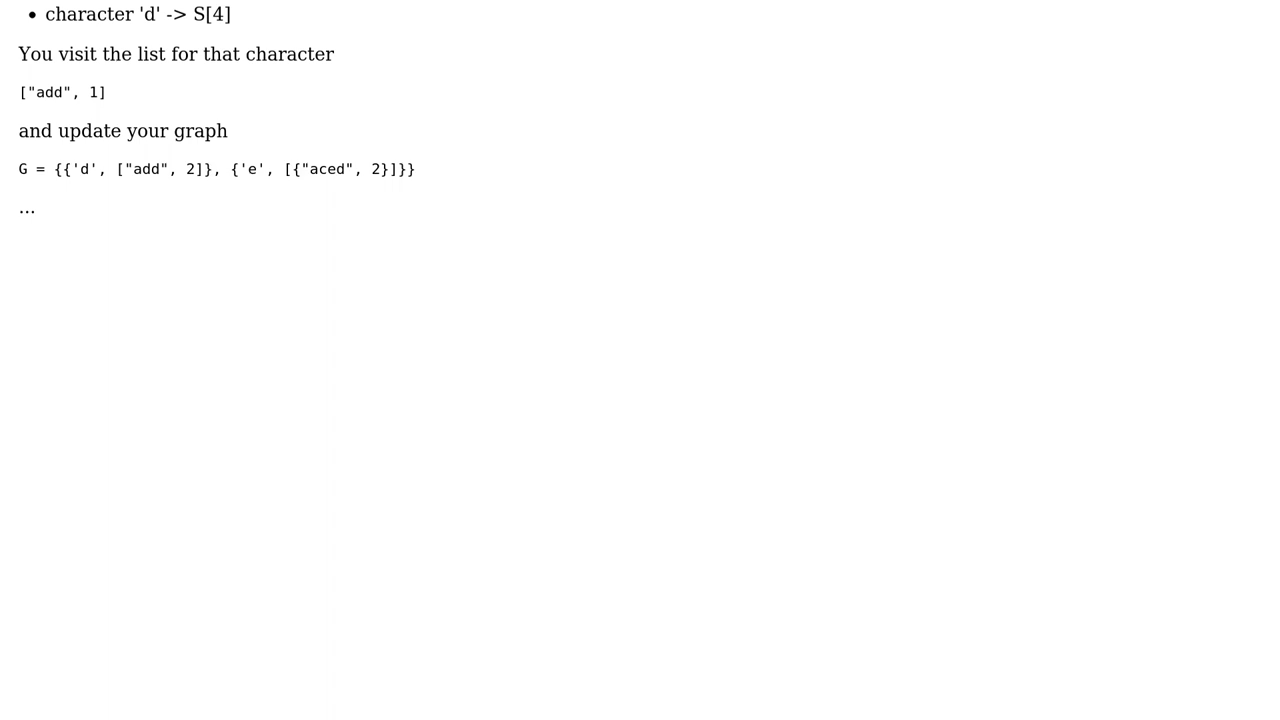 • character 'd' -> S[4]
You visit the list for that character
["add", 1]
and update your graph
G = {{'d', ["add", 2]}, {'e', [{"aced", 2}]}}
...